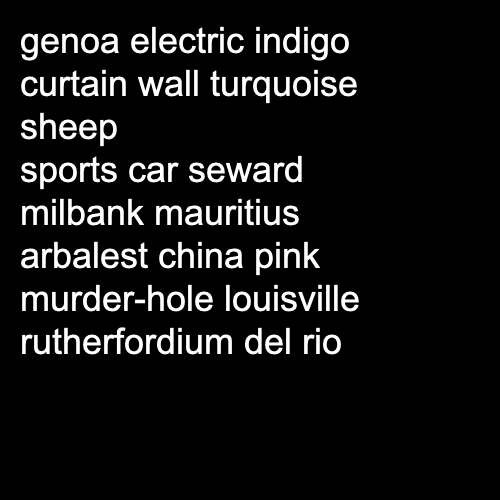 genoa electric indigo
curtain wall turquoise
sheep
sports car seward
milbank mauritius
arbalest china pink
murder-hole louisville
rutherfordium del rio